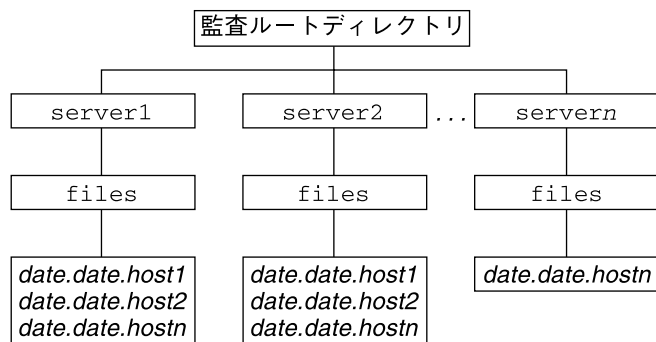 監査ルートディレクトリ
server1
server2
...
servern
files
files
files
date.date.host1
date.date.host2
date.date.hostn
date.date.host1
date.date.host2
date.date.hostn
date.date.hostn